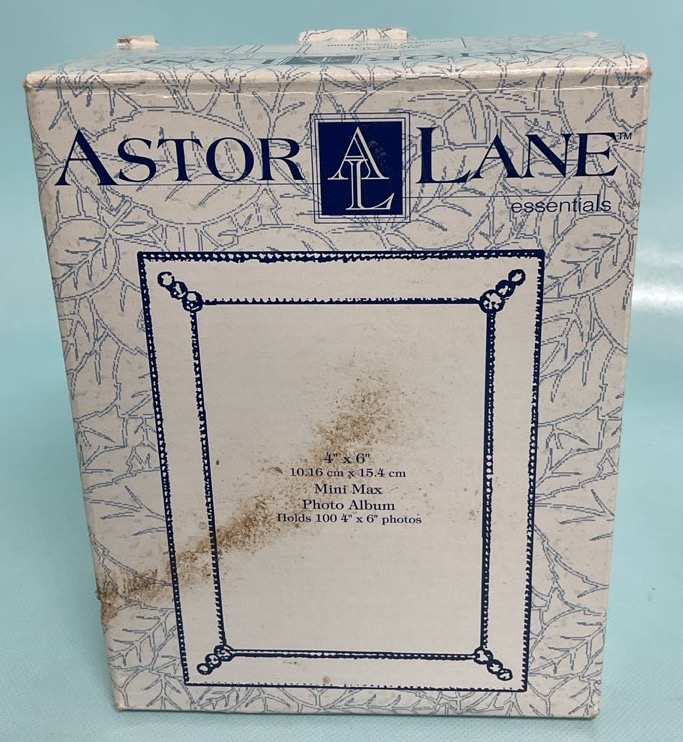 ASTOR AL LANE™
essentials
4" x 6"
10.16 cm x 15.4 cm
Mini Max
Photo Album
Holds 100 4" x 6" photos